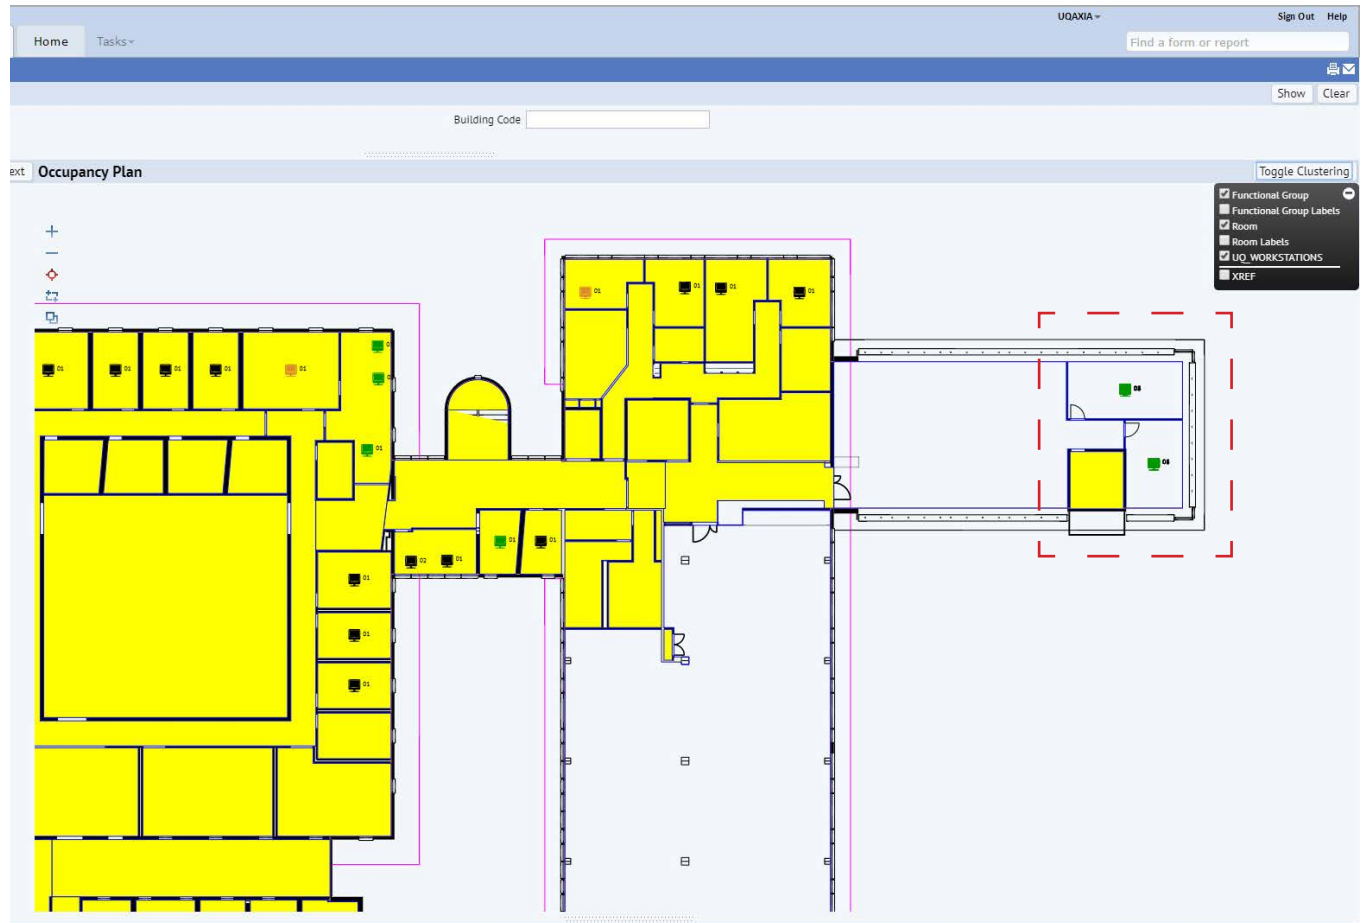 UQAXIA
Sign Out Help
Home Tasks
Find a form or report
Show Clear
Building Code
ext Occupancy Plan
Toggle Clustering
Functional Group
Functional Group Labels
Room
Room Labels
UQ_WORKSTATIONS
XREF
01
01
01
01
01
01
01
01
01
01
01
02
01
01
01
01
01
01